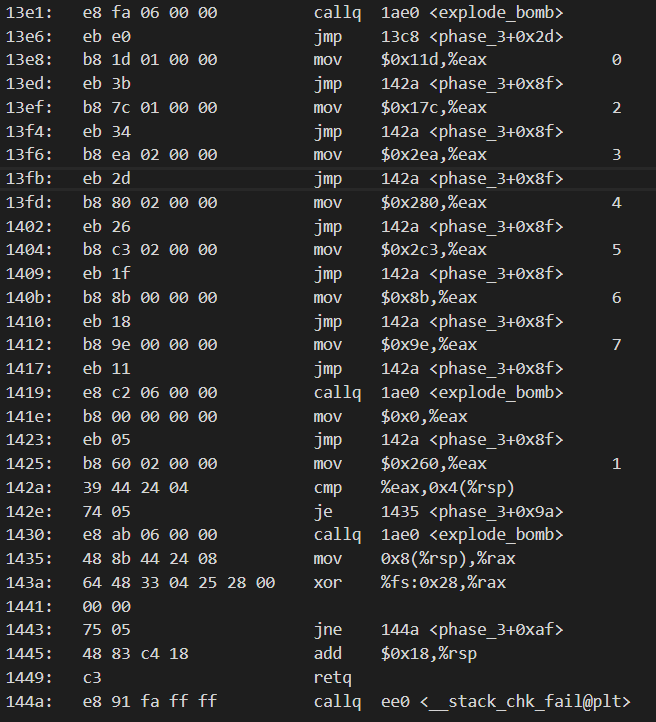 13e1: e8 fa 06 00 00 callq 1ae0 <explode_bomb>
13e6: eb e0 jmp 13c8 <phase_3+0x2d>
13e8: b8 1d 01 00 00 mov $0x11d,%eax 0
13ed: eb 3b jmp 142a <phase_3+0x8f>
13ef: b8 7c 01 00 00 mov $0x17c,%eax 2
13f4: eb 34 jmp 142a <phase_3+0x8f>
13f6: b8 ea 02 00 00 mov $0x2ea,%eax 3
13fb: eb 2d jmp 142a <phase_3+0x8f>
13fd: b8 80 02 00 00 mov $0x280,%eax 4
1402: eb 26 jmp 142a <phase_3+0x8f>
1404: b8 c3 02 00 00 mov $0x2c3,%eax 5
1409: eb 1f jmp 142a <phase_3+0x8f>
140b: b8 8b 00 00 00 mov $0x8b,%eax 6
1410: eb 18 jmp 142a <phase_3+0x8f>
1412: b8 9e 00 00 00 mov $0x9e,%eax 7
1417: eb 11 jmp 142a <phase_3+0x8f>
1419: e8 c2 06 00 00 callq 1ae0 <explode_bomb>
141e: b8 00 00 00 00 mov $0x0,%eax
1423: eb 05 jmp 142a <phase_3+0x8f>
1425: b8 60 02 00 00 mov $0x260,%eax 1
142a: 39 44 24 04 cmp %eax,0x4(%rsp)
142e: 74 05 je 1435 <phase_3+0x9a>
1430: e8 ab 06 00 00 callq 1ae0 <explode_bomb>
1435: 48 8b 44 24 08 mov 0x8(%rsp),%rax
143a: 64 48 33 04 25 28 00 xor %fs:0x28,%rax
1441: 00 00
1443: 75 05 jne 144a <phase_3+0xaf>
1445: 48 83 c4 18 add $0x18,%rsp
1449: c3 retq
144a: e8 91 fa ff ff callq ee0 <__stack_chk_fail@plt>